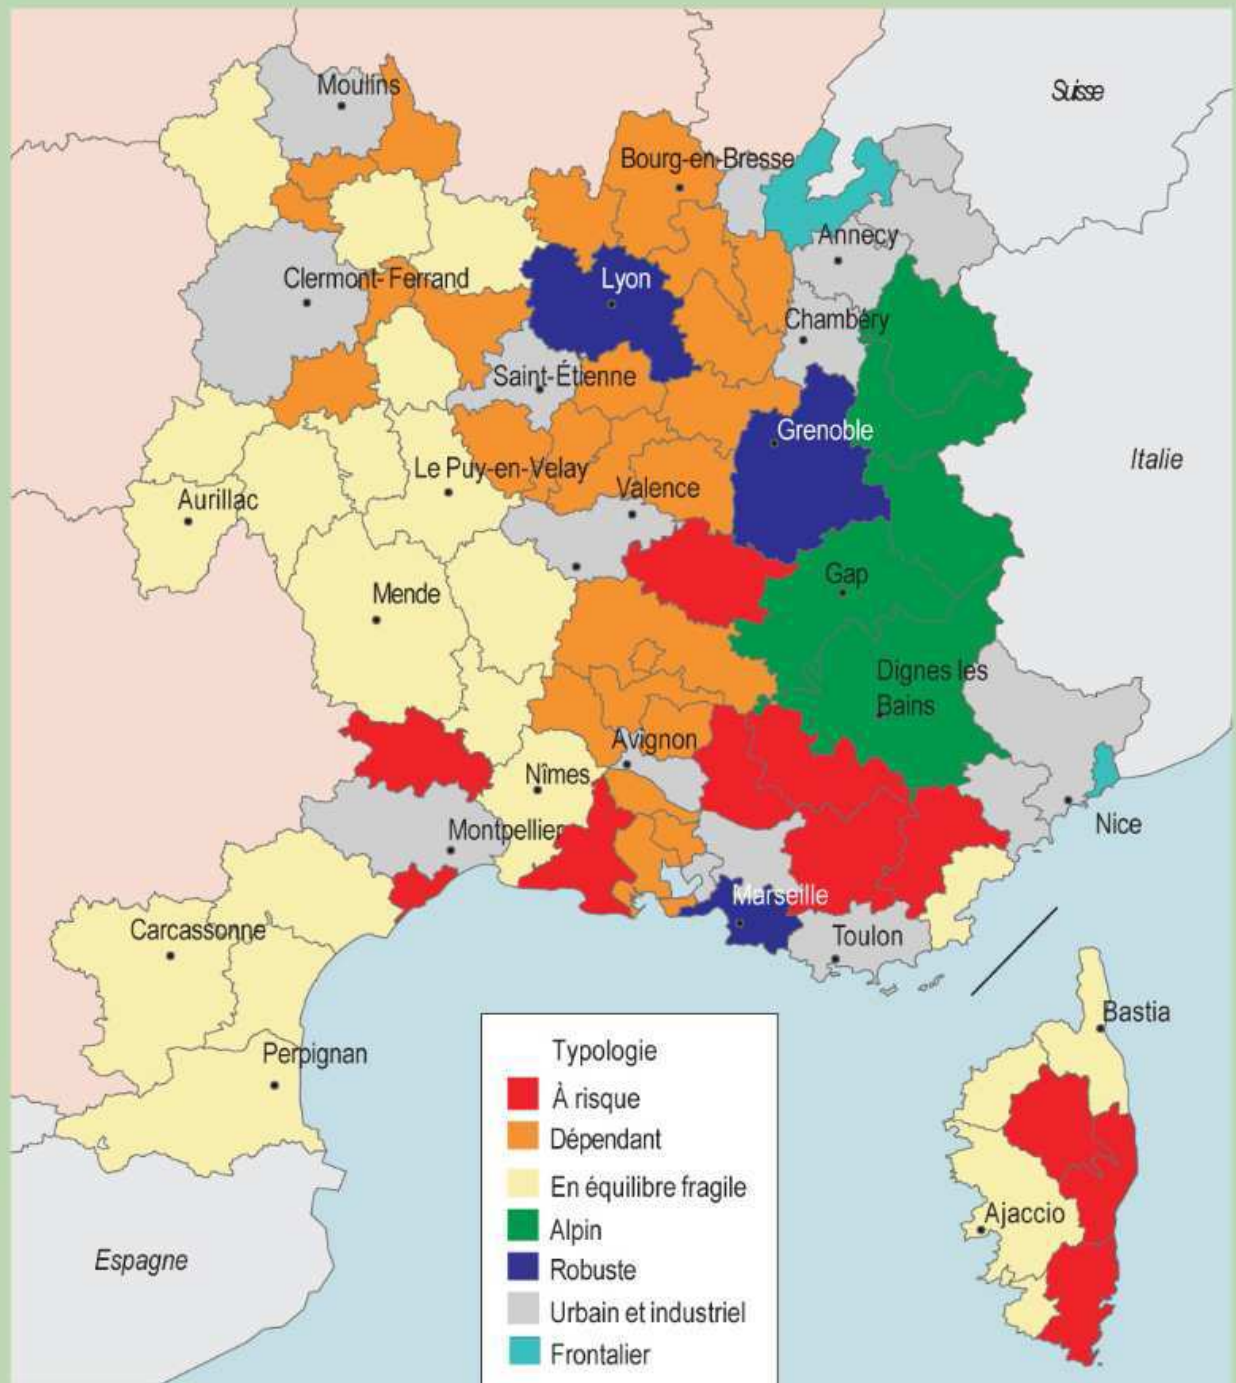 Moulins
Suisse
Bourg-en-Bresse
Annecy
Clermont-Ferrand
Lyon
Chambéry
Saint-Étienne
Grenoble
Italie
Le Puy-en-Velay
Valence
Aurillac
Gap
Mende
Dignes les
Bains
Avignon
Nîmes
Nice
Montpellier
Marseille
Carcassonne
Toulon
Bastia
Perpignan
Typologie
À risque
Dépendant
En équilibre fragile
Alpin
Ajaccio
Robuste
Espagne
Urbain et industriel
Frontalier